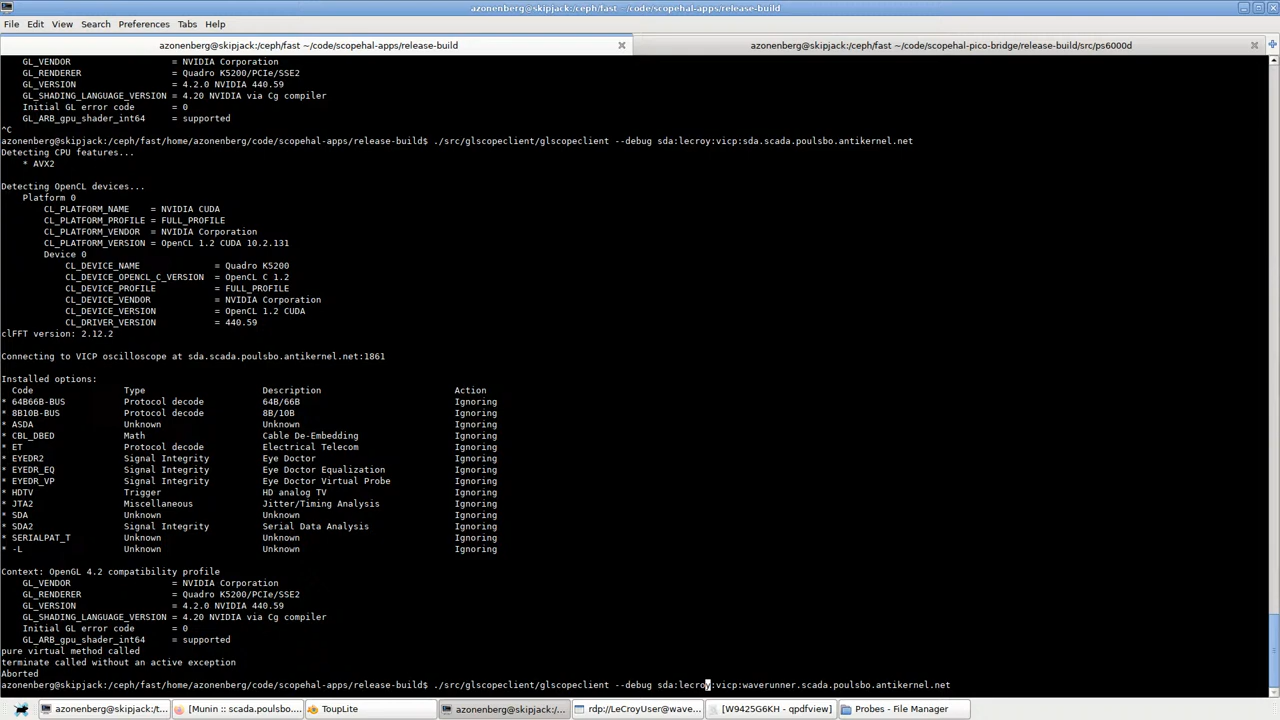 azonenberg@skipjack:/ceph/fast ~/code/scopehal-apps/release-build
File Edit View Search Preferences Tabs Help
azonenberg@skipjack:/ceph/fast ~/code/scopehal-apps/release-build azonenberg@skipjack:/ceph/fast ~/code/scopehal-pico-bridge/release-build/src/ps6000d
GL_VENDOR = NVIDIA Corporation
GL_RENDERER = Quadro K5200/PCIe/SSE2
GL_VERSION = 4.2.0 NVIDIA 440.59
GL_SHADING_LANGUAGE_VERSION = 4.20 NVIDIA via Cg compiler
Initial GL error code = 0
GL_ARB_gpu_shader_int64 = supported
^C
azonenberg@skipjack:/ceph/fast/home/azonenberg/code/scopehal-apps/release-build$ ./src/glscopeclient/glscopeclient --debug sda:lecroy:vicp:sda.scada.poulsbo.antikernel.net
Detecting CPU features...
* AVX2
Detecting OpenCL devices...
Platform 0
CL_PLATFORM_NAME = NVIDIA CUDA
CL_PLATFORM_PROFILE = FULL_PROFILE
CL_PLATFORM_VENDOR = NVIDIA Corporation
CL_PLATFORM_VERSION = OpenCL 1.2 CUDA 10.2.131
Device 0
CL_DEVICE_NAME = Quadro K5200
CL_DEVICE_OPENCL_C_VERSION = OpenCL C 1.2
CL_DEVICE_PROFILE = FULL_PROFILE
CL_DEVICE_VENDOR = NVIDIA Corporation
CL_DEVICE_VERSION = OpenCL 1.2 CUDA
CL_DRIVER_VERSION = 440.59
clFFT version: 2.12.2
Connecting to VICP oscilloscope at sda.scada.poulsbo.antikernel.net:1861
Installed options:
Code Type Description Action
* 64B66B-BUS Protocol decode 64B/66B Ignoring
* 8B10B-BUS Protocol decode 8B/10B Ignoring
* ASDA Unknown Unknown Ignoring
* CBL_DBED Math Cable De-Embedding Ignoring
* ET Protocol decode Electrical Telecom Ignoring
* EYEDR2 Signal Integrity Eye Doctor Ignoring
* EYEDR_EQ Signal Integrity Eye Doctor Equalization Ignoring
* EYEDR_VP Signal Integrity Eye Doctor Virtual Probe Ignoring
* HDTV Trigger HD analog TV Ignoring
* JTA2 Miscellaneous Jitter/Timing Analysis Ignoring
* SDA Unknown Unknown Ignoring
* SDA2 Signal Integrity Serial Data Analysis Ignoring
* SERIALPAT_T Unknown Unknown Ignoring
* -L Unknown Unknown Ignoring
Context: OpenGL 4.2 compatibility profile
GL_VENDOR = NVIDIA Corporation
GL_RENDERER = Quadro K5200/PCIe/SSE2
GL_VERSION = 4.2.0 NVIDIA 440.59
GL_SHADING_LANGUAGE_VERSION = 4.20 NVIDIA via Cg compiler
Initial GL error code = 0
GL_ARB_gpu_shader_int64 = supported
pure virtual method called
terminate called without an active exception
Aborted
azonenberg@skipjack:/ceph/fast/home/azonenberg/code/scopehal-apps/release-build$ ./src/glscopeclient/glscopeclient --debug sda:lecroy:vicp:waverunner.scada.poulsbo.antikernel.net
azonenberg@skipjack:/t... [Munin :: scada.poulsbo.... ToupLite azonenberg@skipjack:/... rdp://LeCroyUser@wave... [W9425G6KH - qpdfview] Probes - File Manager